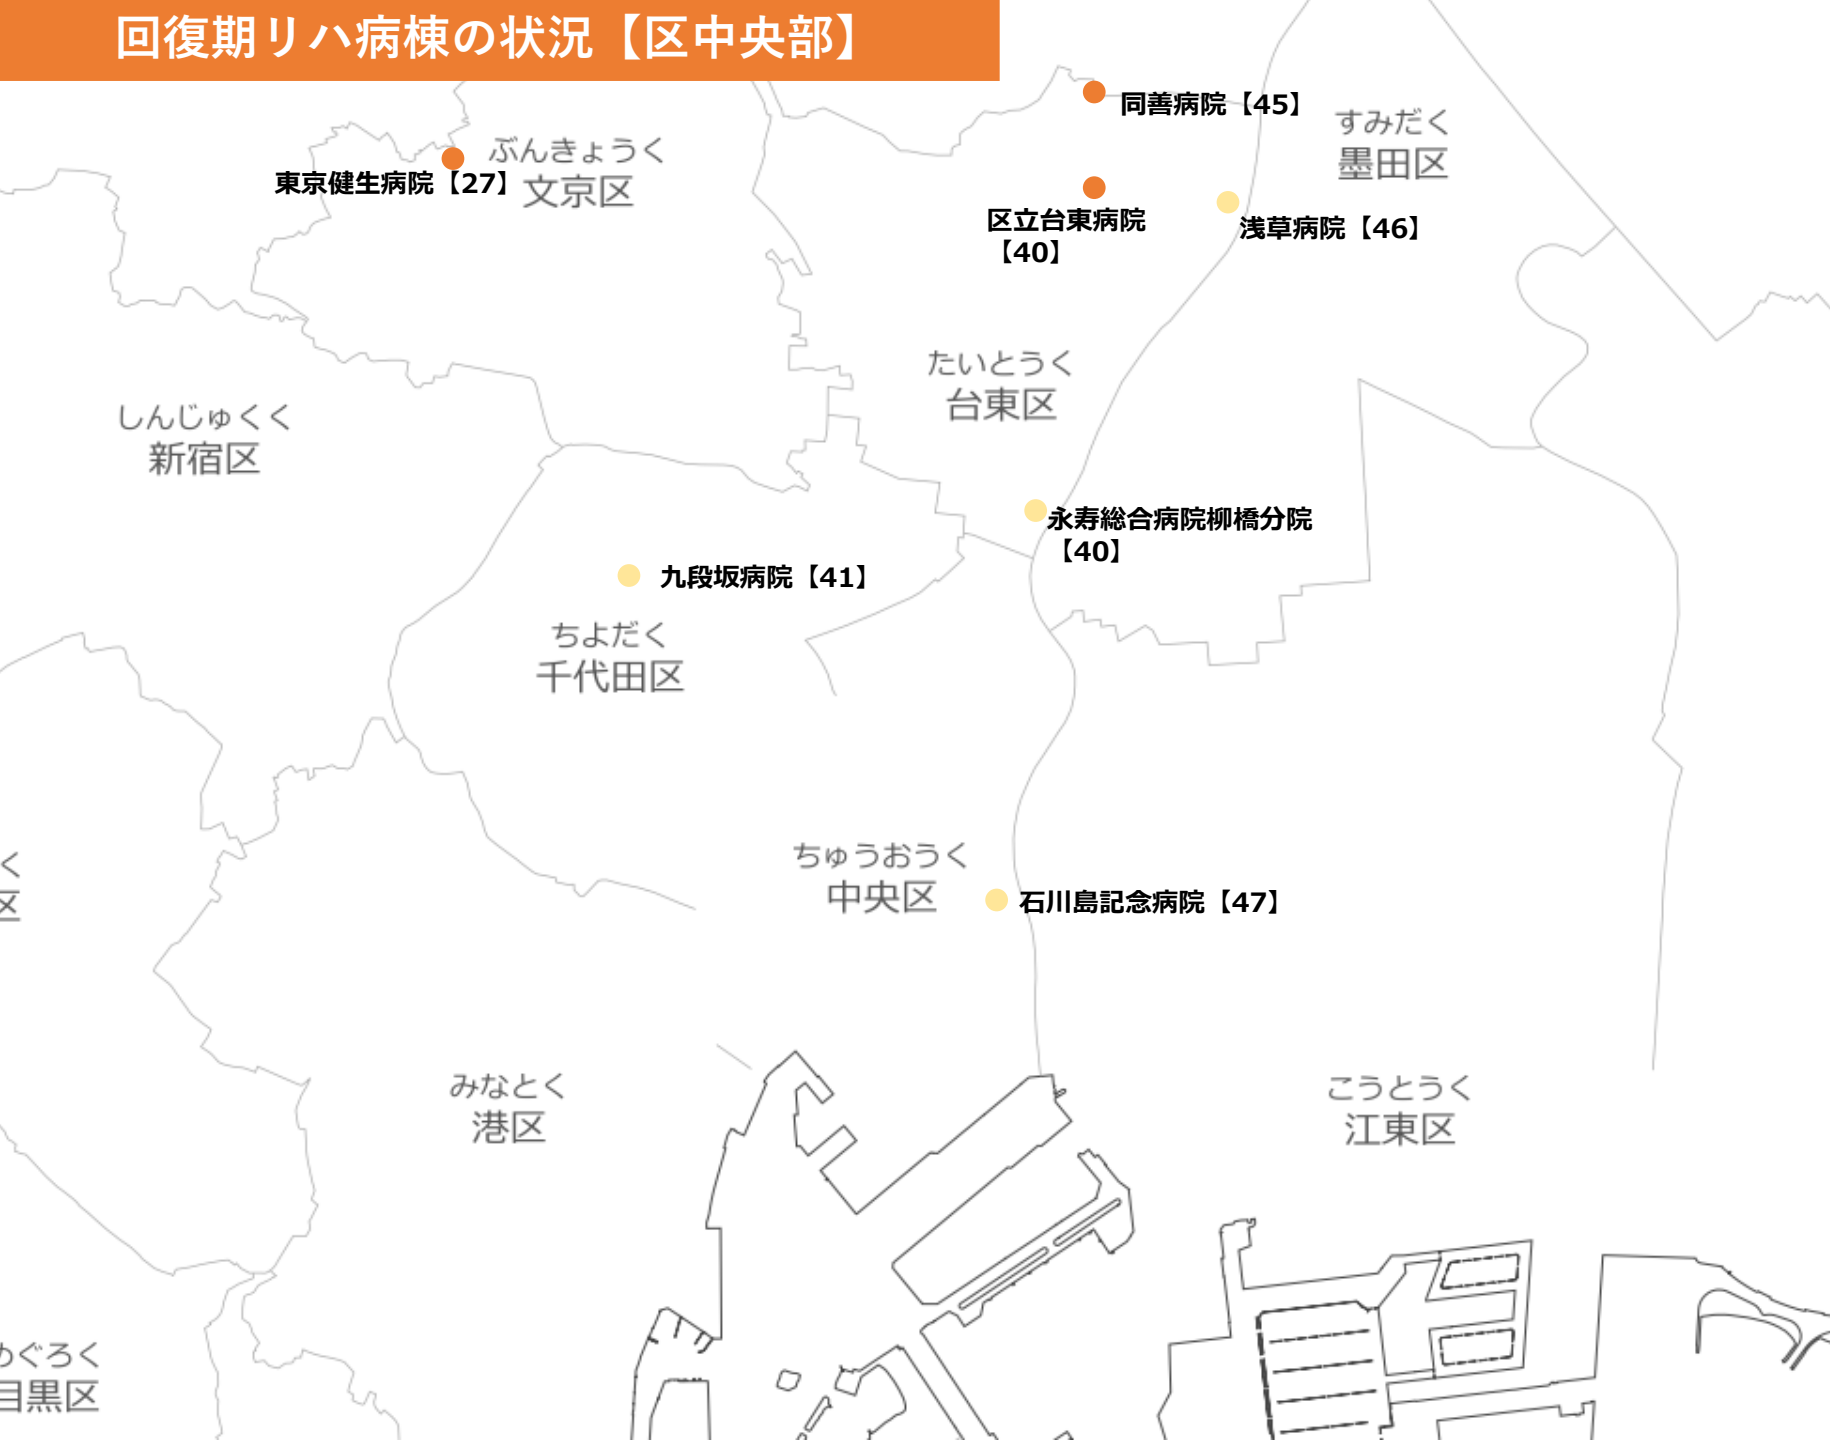 回復期リハ病棟の状況【区中央部】
同善病院【45】
すみだく
墨田区
ぶんきょうく
文京区
東京健生病院【27】
区立台東病院
【40】
浅草病院【46】
たいとうく
台東区
しんじゅくく
新宿区
永寿総合病院柳橋分院
【40】
九段坂病院【41】
ちよだく
千代田区
ちゅうおうく
中央区
石川島記念病院【47】
く
区
みなとく
港区
こうとうく
江東区
めぐろく
目黒区